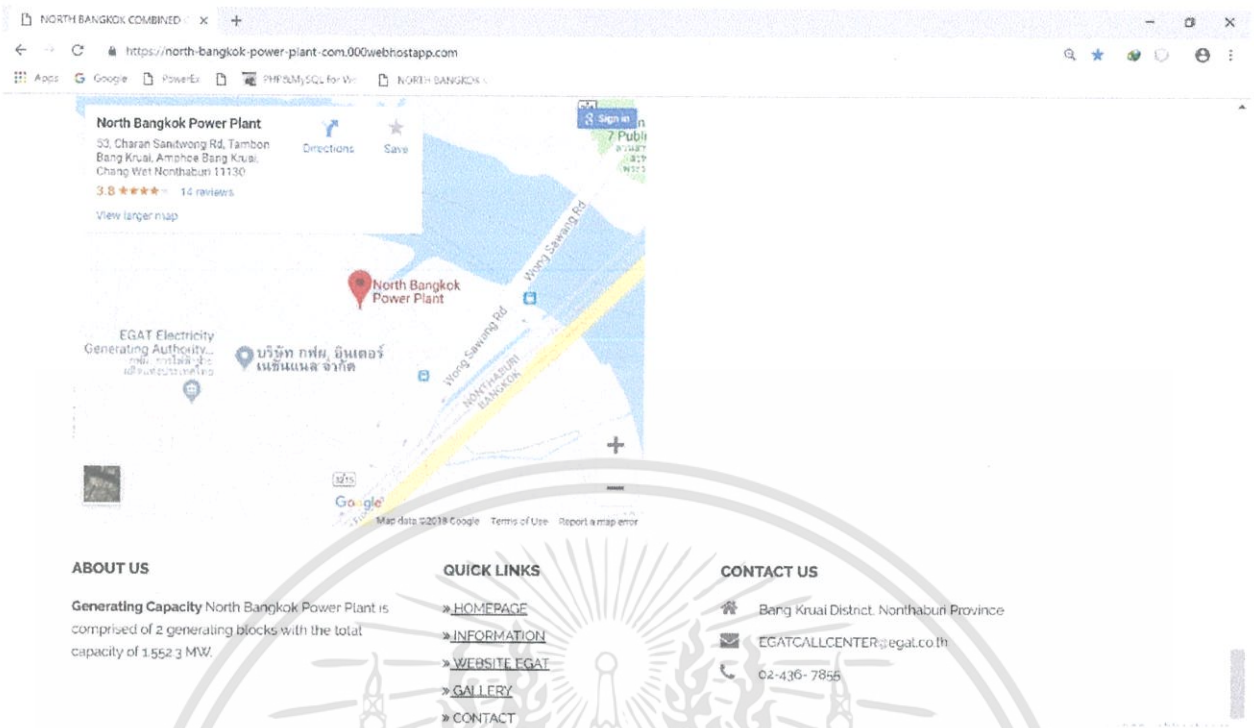 NORTH BANGKOK COMBINED
https://north-bangkok-power-plant-com.000webhostapp.com
Apps Google PowerEx PHP&MySQL for We NORTH BANGKOK
North Bangkok Power Plant
53, Charan Sanitwong Rd, Tambon
Bang Kruai, Amphoe Bang Kruai,
Chang Wat Nonthaburi 11130
3.8 14 reviews
View larger map
Directions
Save
Sign in
7 Publi
Wong Sawang Rd
North Bangkok
Power Plant
EGAT Electricity
Generating Authority...
บริษัท กฟผ. อินเตอร์
เนชั่นแนล จำกัด
Wong Sawang Rd
NONTHABURI
BANGKOK
3215
Google
Map data ©2018 Google Terms of Use Report a map error
ABOUT US
Generating Capacity North Bangkok Power Plant is
comprised of 2 generating blocks with the total
capacity of 1,552.3 MW.
QUICK LINKS
» HOMEPAGE
» INFORMATION
» WEBSITE EGAT
» GALLERY
» CONTACT
CONTACT US
Bang Kruai District, Nonthaburi Province
EGATCALLCENTER@egat.co.th
02-436- 7855